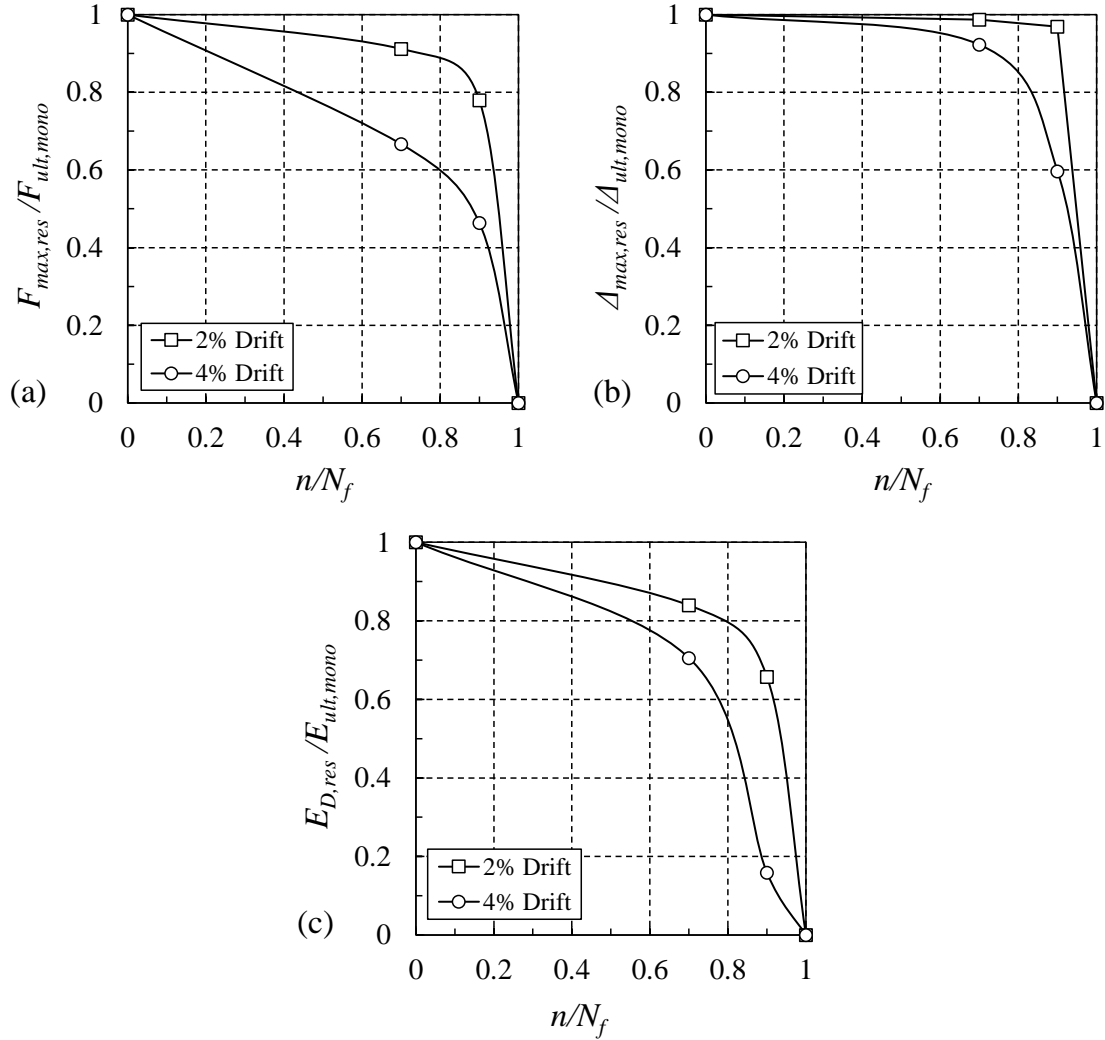 1
0.8
0.6
0.4
0.2
0
F_{max,res} /F_{ult,mono}
2% Drift
4% Drift
(a)
0 0.2 0.4 0.6 0.8 1
n/N_f
1
0.8
0.6
0.4
0.2
0
Δ_{max,res} /Δ_{ult,mono}
2% Drift
4% Drift
(b)
0 0.2 0.4 0.6 0.8 1
n/N_f
1
0.8
0.6
0.4
0.2
0
E_{D,res} /E_{ult,mono}
2% Drift
4% Drift
(c)
0 0.2 0.4 0.6 0.8 1
n/N_f